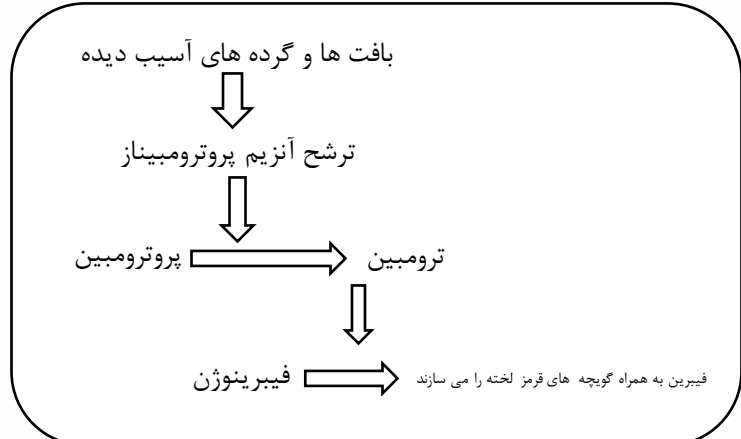 بافت ها و گرده های آسیب دیده
ترشح آنزیم پروترومبیناز
پروترومبین ترومبین
فیبرینوژن فیبرین به همراه گویچه های قرمز لخته را می سازند